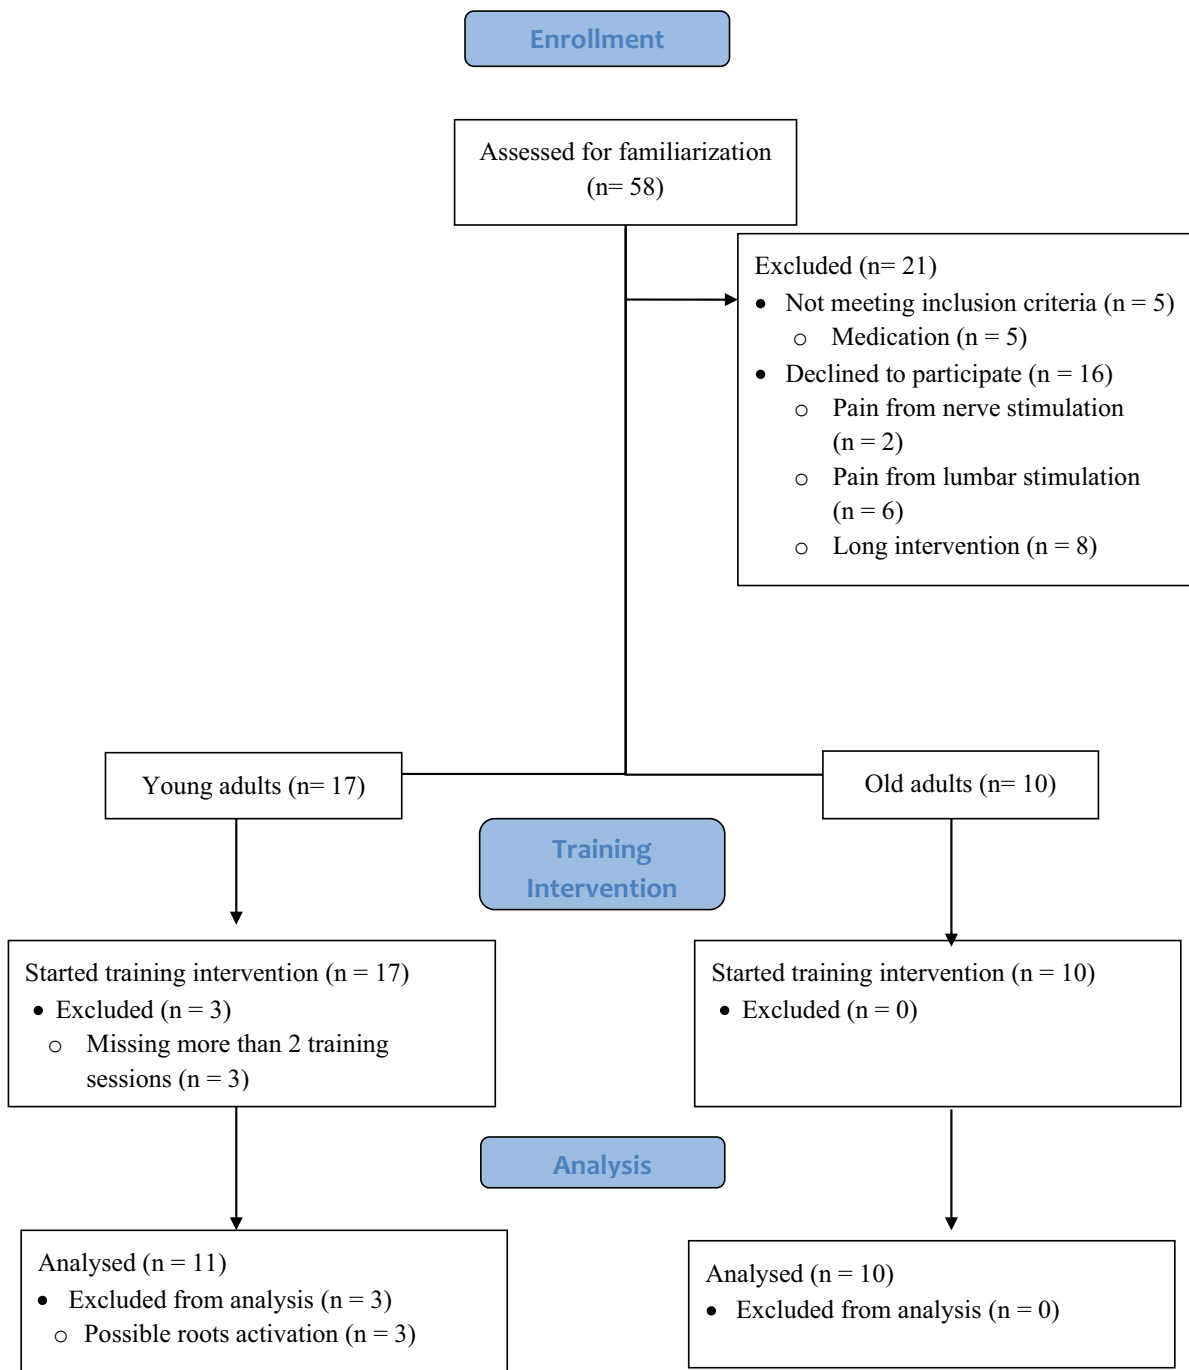 Enrollment
Assessed for familiarization
(n= 58)
Excluded (n= 21)
• Not meeting inclusion criteria (n = 5)
o Medication (n = 5)
• Declined to participate (n = 16)
o Pain from nerve stimulation
(n = 2)
o Pain from lumbar stimulation
(n = 6)
o Long intervention (n = 8)
Young adults (n= 17)
Old adults (n= 10)
Training
Intervention
Started training intervention (n = 17)
• Excluded (n = 3)
o Missing more than 2 training
sessions (n = 3)
Started training intervention (n = 10)
• Excluded (n = 0)
Analysis
Analysed (n = 11)
• Excluded from analysis (n = 3)
o Possible roots activation (n = 3)
Analysed (n = 10)
• Excluded from analysis (n = 0)